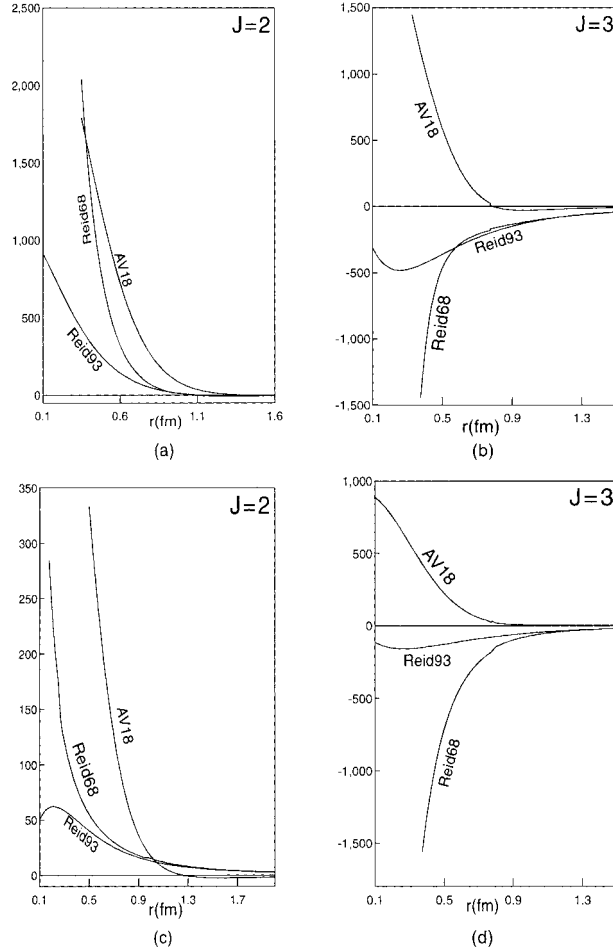 2,500
2,000
1,500
1,000
500
0
J=2
Reid68
AV18
Reid93
0.1
0.6
1.1
1.6
r(fm)
(a)
1,500
1,000
500
0
-500
-1,000
-1,500
J=3
AV18
Reid93
Reid68
0.1
0.5
0.9
1.3
r(fm)
(b)
350
300
250
200
150
100
50
0
J=2
AV18
Reid68
Reid93
0.1
0.5
0.9
1.3
1.7
r(fm)
(c)
1,000
500
0
-500
-1,000
-1,500
J=3
AV18
Reid93
Reid68
0.1
0.5
0.9
1.3
r(fm)
(d)